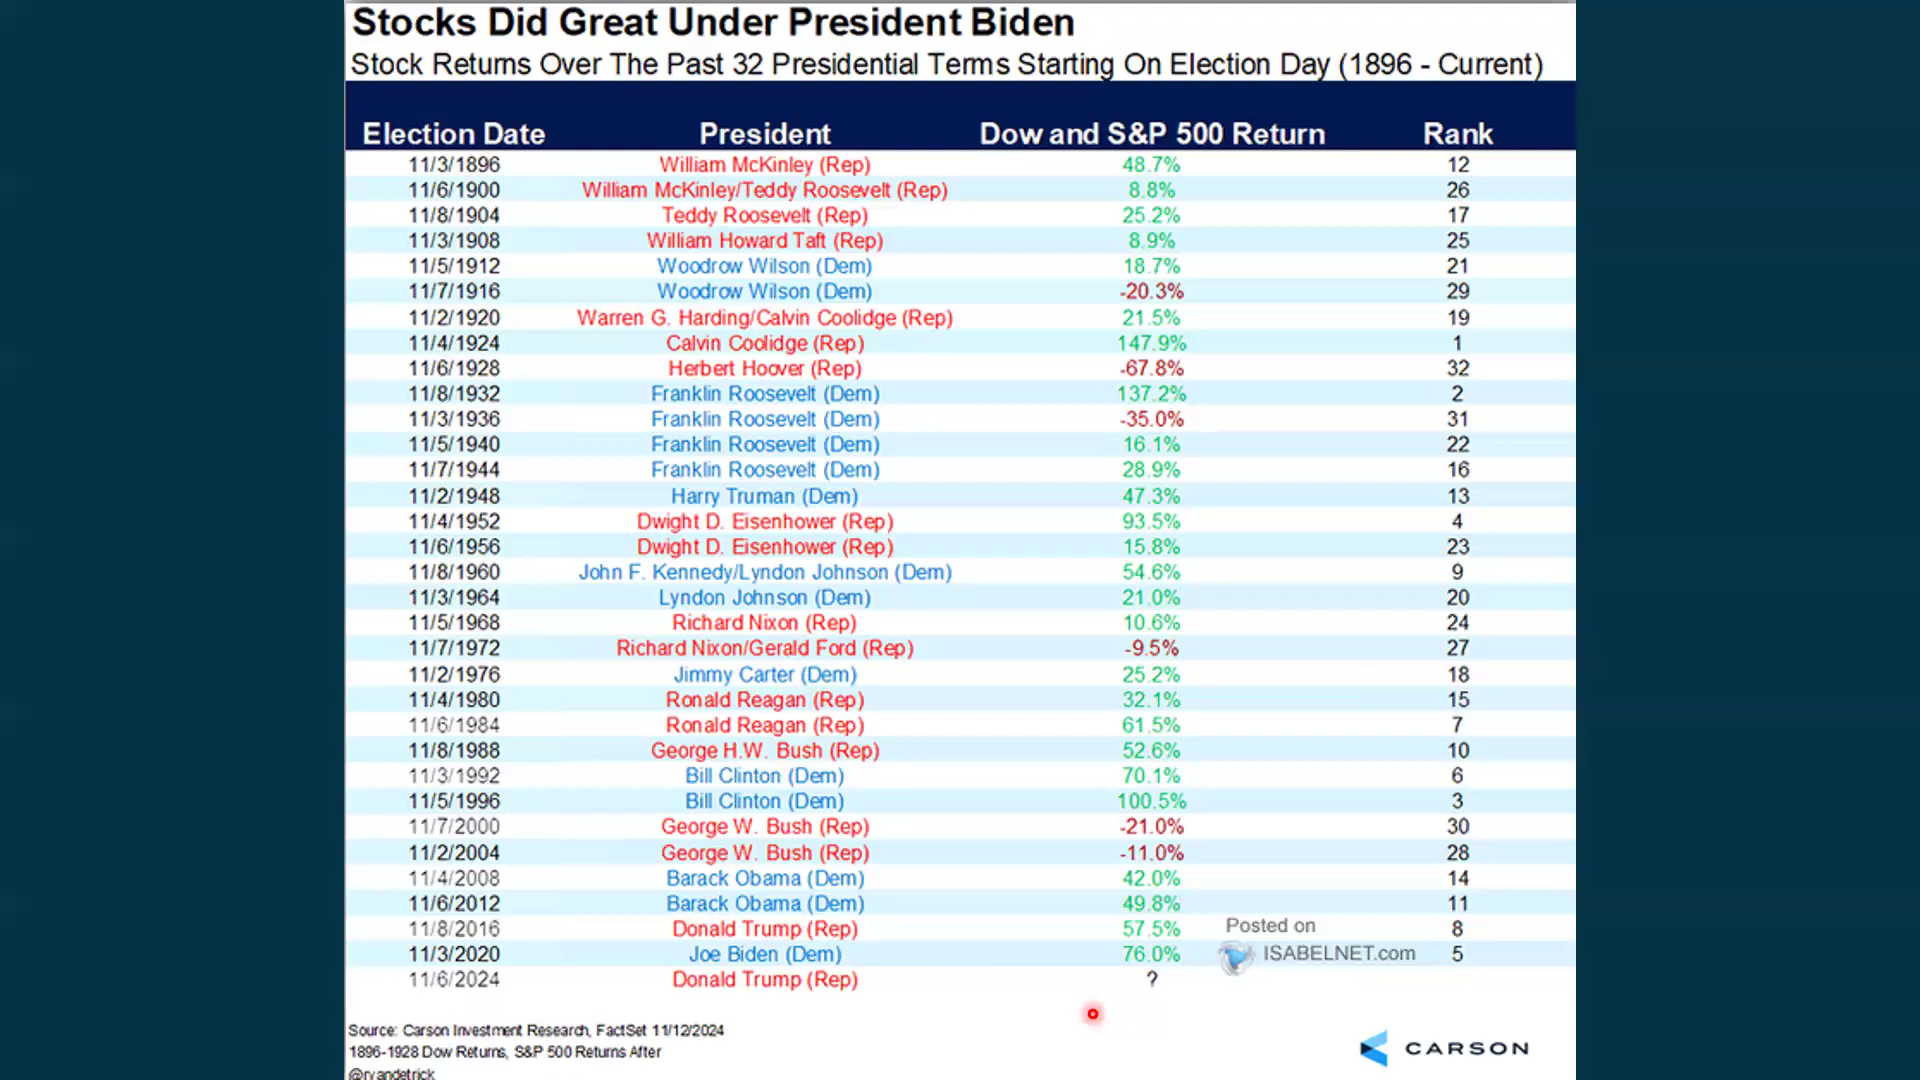 Stocks Did Great Under President Biden
Stock Returns Over The Past 32 Presidential Terms Starting On Election Day (1896 - Current)
Election Date President Dow and S&P 500 Return Rank
11/3/1896 William McKinley (Rep) 48.7% 12
11/6/1900 William McKinley/Teddy Roosevelt (Rep) 8.8% 26
11/8/1904 Teddy Roosevelt (Rep) 25.2% 17
11/3/1908 William Howard Taft (Rep) 8.9% 25
11/5/1912 Woodrow Wilson (Dem) 18.7% 21
11/7/1916 Woodrow Wilson (Dem) -20.3% 29
11/2/1920 Warren G. Harding/Calvin Coolidge (Rep) 21.5% 19
11/4/1924 Calvin Coolidge (Rep) 147.9% 1
11/6/1928 Herbert Hoover (Rep) -67.8% 32
11/8/1932 Franklin Roosevelt (Dem) 137.2% 2
11/3/1936 Franklin Roosevelt (Dem) -35.0% 31
11/5/1940 Franklin Roosevelt (Dem) 16.1% 22
11/7/1944 Franklin Roosevelt (Dem) 28.9% 16
11/2/1948 Harry Truman (Dem) 47.3% 13
11/4/1952 Dwight D. Eisenhower (Rep) 93.5% 4
11/6/1956 Dwight D. Eisenhower (Rep) 15.8% 23
11/8/1960 John F. Kennedy/Lyndon Johnson (Dem) 54.6% 9
11/3/1964 Lyndon Johnson (Dem) 21.0% 20
11/5/1968 Richard Nixon (Rep) 10.6% 24
11/7/1972 Richard Nixon/Gerald Ford (Rep) -9.5% 27
11/2/1976 Jimmy Carter (Dem) 25.2% 18
11/4/1980 Ronald Reagan (Rep) 32.1% 15
11/6/1984 Ronald Reagan (Rep) 61.5% 7
11/8/1988 George H.W. Bush (Rep) 52.6% 10
11/3/1992 Bill Clinton (Dem) 70.1% 6
11/5/1996 Bill Clinton (Dem) 100.5% 3
11/7/2000 George W. Bush (Rep) -21.0% 30
11/2/2004 George W. Bush (Rep) -11.0% 28
11/4/2008 Barack Obama (Dem) 42.0% 14
11/6/2012 Barack Obama (Dem) 49.8% 11
11/8/2016 Donald Trump (Rep) 57.5% Posted on 8
11/3/2020 Joe Biden (Dem) 76.0% ISABELNET.com 5
11/6/2024 Donald Trump (Rep) ?
Source: Carson Investment Research, FactSet 11/12/2024
1896-1928 Dow Returns, S&P 500 Returns After
@ryandetrick
CARSON